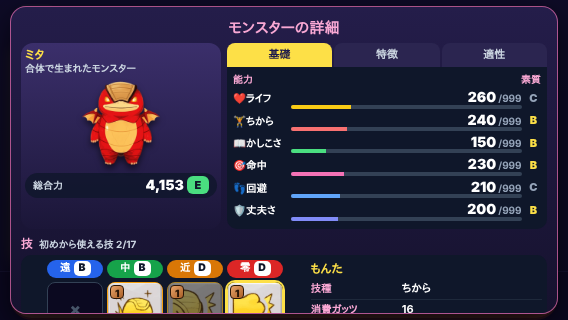 モンスターの詳細
ミタ
合体で生まれたモンスター
総合力 4,153 E
基礎 特徴 適性
能力 素質
ライフ 260 /999 C
ちから 240 /999 B
かしこさ 150 /999 B
命中 230 /999 B
回避 210 /999 C
丈夫さ 200 /999 B
技 初めから使える技 2/17
遠 B 中 B 近 D 零 D
× 1 1 1
もんた
技種 ちから
消費ガッツ 16